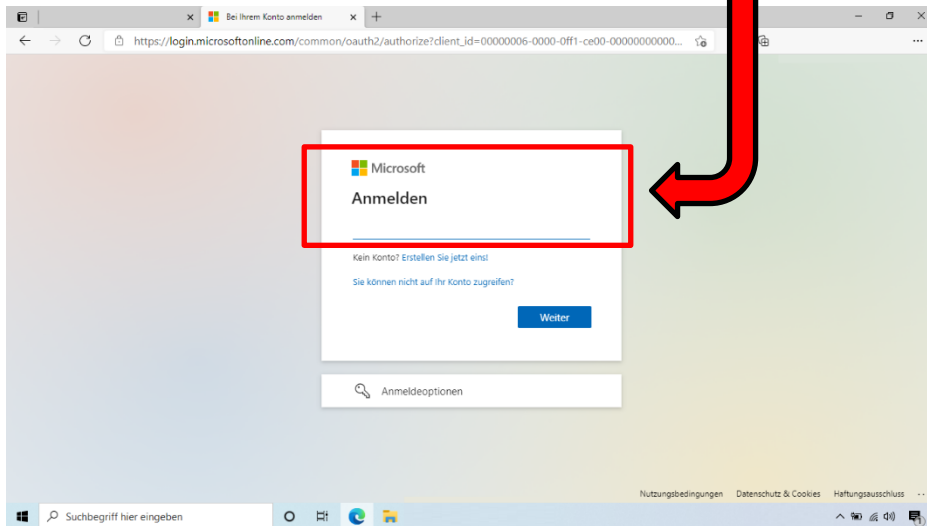 Bei Ihrem Konto anmelden
https://login.microsoftonline.com/common/oauth2/authorize?client_id=00000006-0000-0ff1-ce00-00000000000...
Microsoft
Anmelden
Kein Konto? Erstellen Sie jetzt eins!
Sie können nicht auf Ihr Konto zugreifen?
Weiter
Anmeldeoptionen
Nutzungsbedingungen Datenschutz & Cookies Haftungsausschluss
Suchbegriff hier eingeben